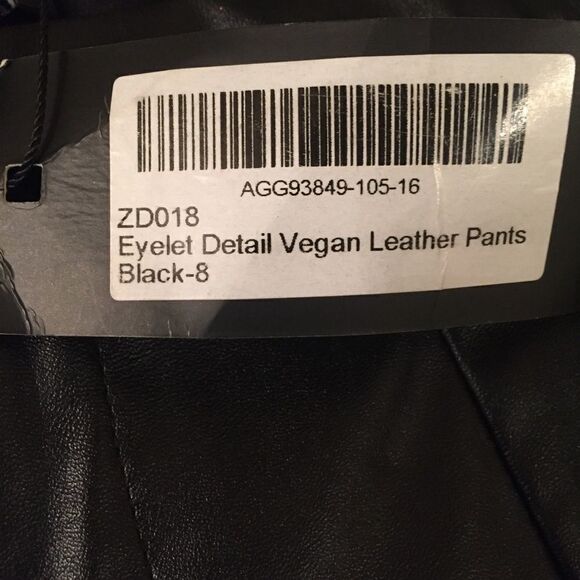 AGG93849-105-16
ZD018
Eyelet Detail Vegan Leather Pants
Black-8